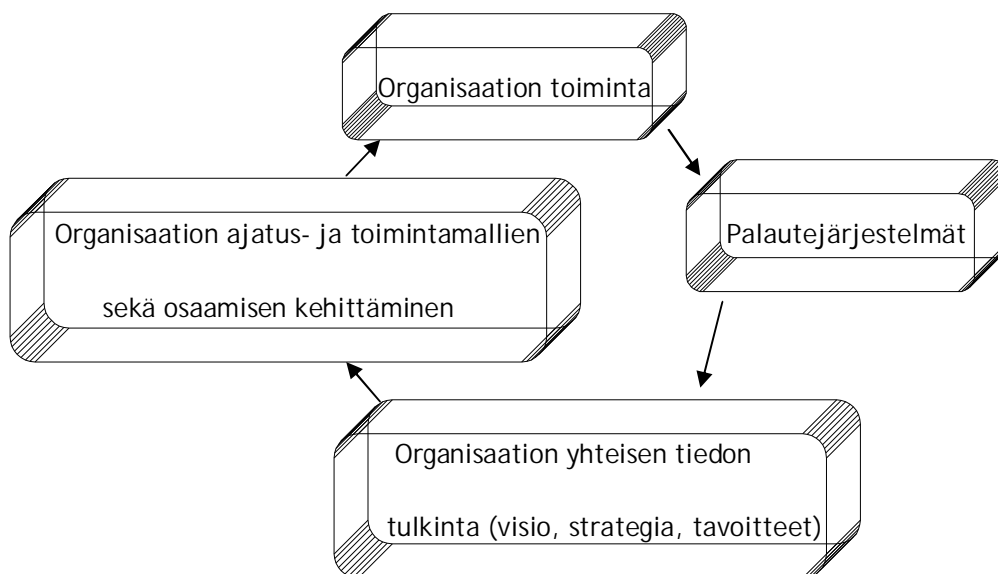 Organisaation toiminta
Palautejärjestelmät
Organisaation ajatus- ja toimintamallien
sekä osaamisen kehittäminen
Organisaation yhteisen tiedon
tulkinta (visio, strategia, tavoitteet)